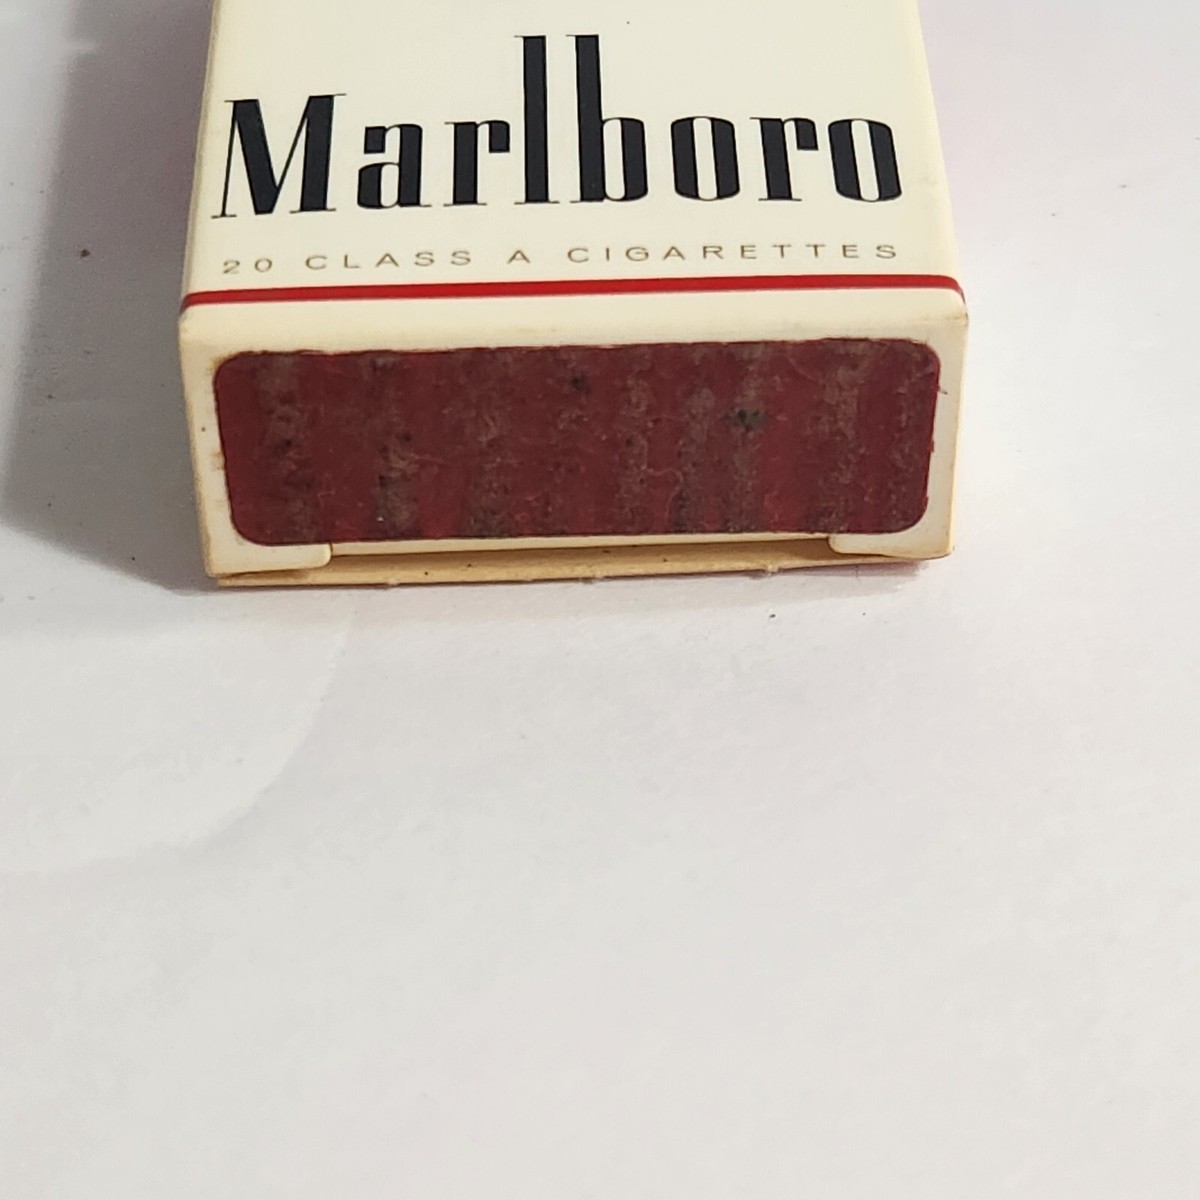 Marlboro
20 CLASS A CIGARETTES